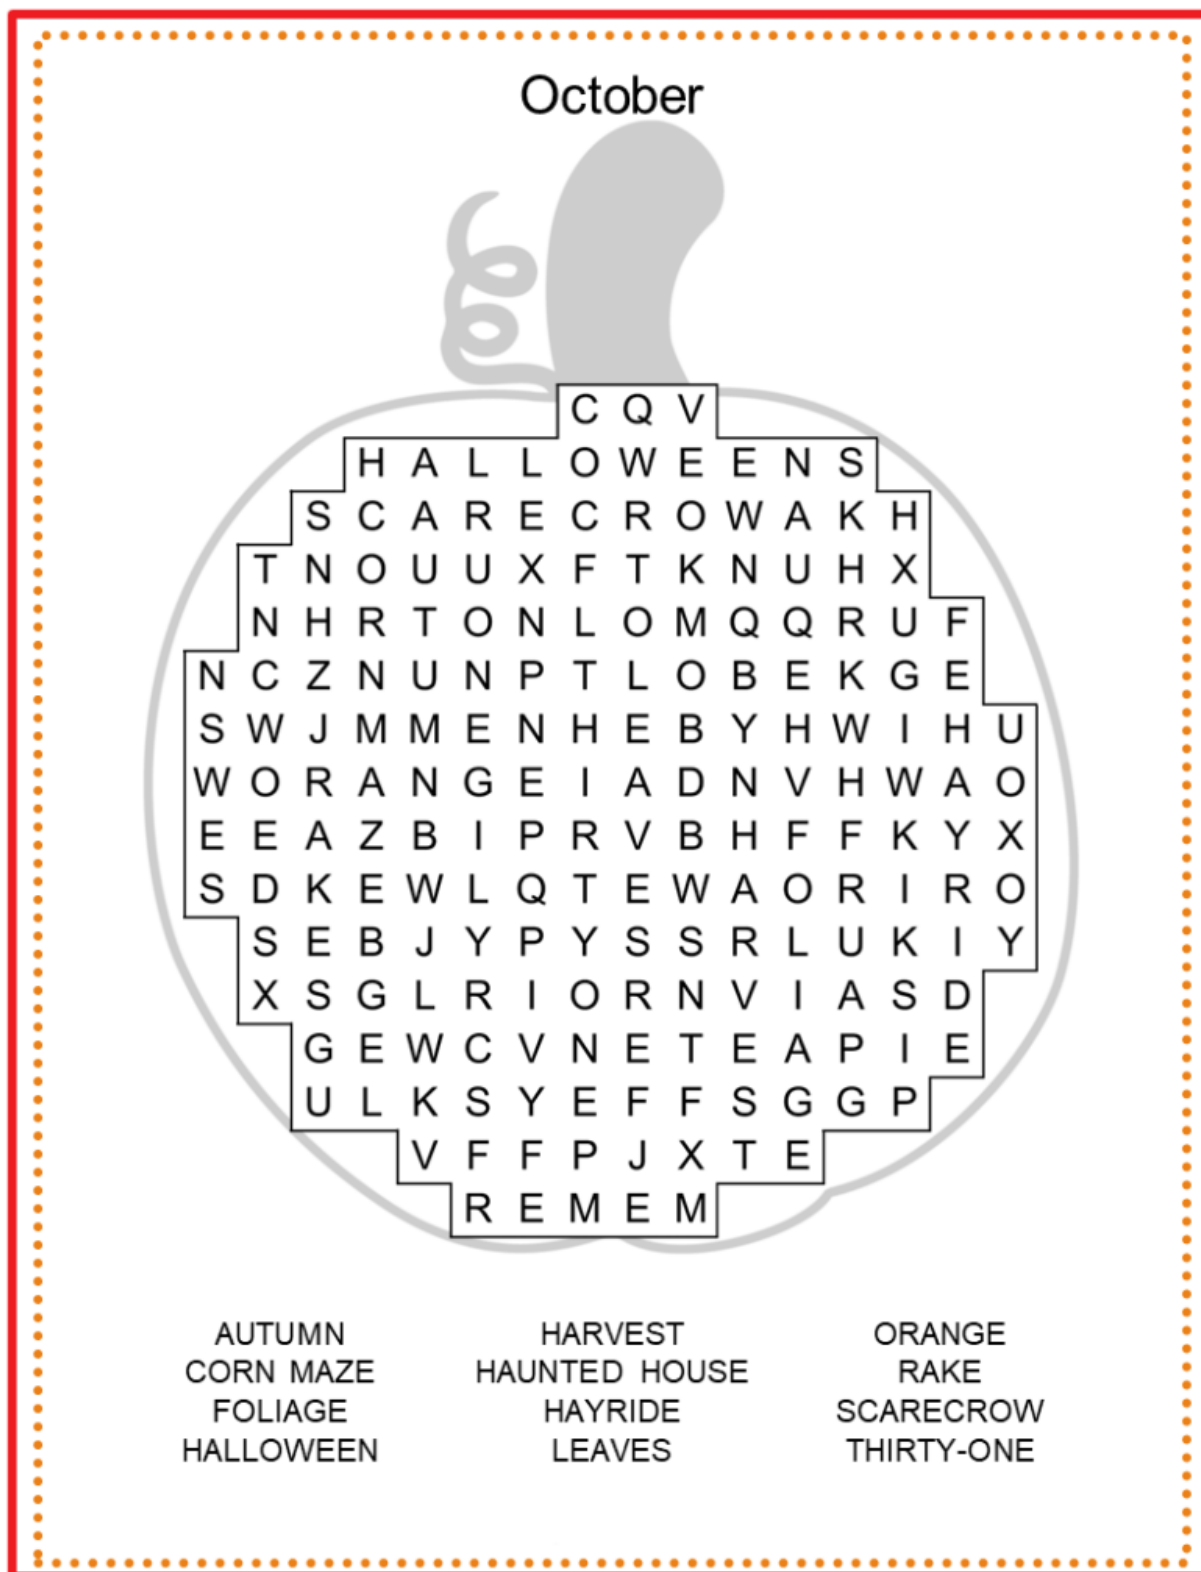 October
C Q V
H A L L O W E E N S
S C A R E C R O W A K H
T N O U U X F T K N U H X
N H R T O N L O M Q Q R U F
N C Z N U N P T L O B E K G E
S W J M M E N H E B Y H W I H U
W O R A N G E I A D N V H W A O
E E A Z B I P R V B H F F K Y X
S D K E W L Q T E W A O R I R O
S E B J Y P Y S S R L U K I Y
X S G L R I O R N V I A S D
G E W C V N E T E A P I E
U L K S Y E F F S G G P
V F F P J X T E
R E M E M
AUTUMN HARVEST ORANGE
CORN MAZE HAUNTED HOUSE RAKE
FOLIAGE HAYRIDE SCARECROW
HALLOWEEN LEAVES THIRTY-ONE